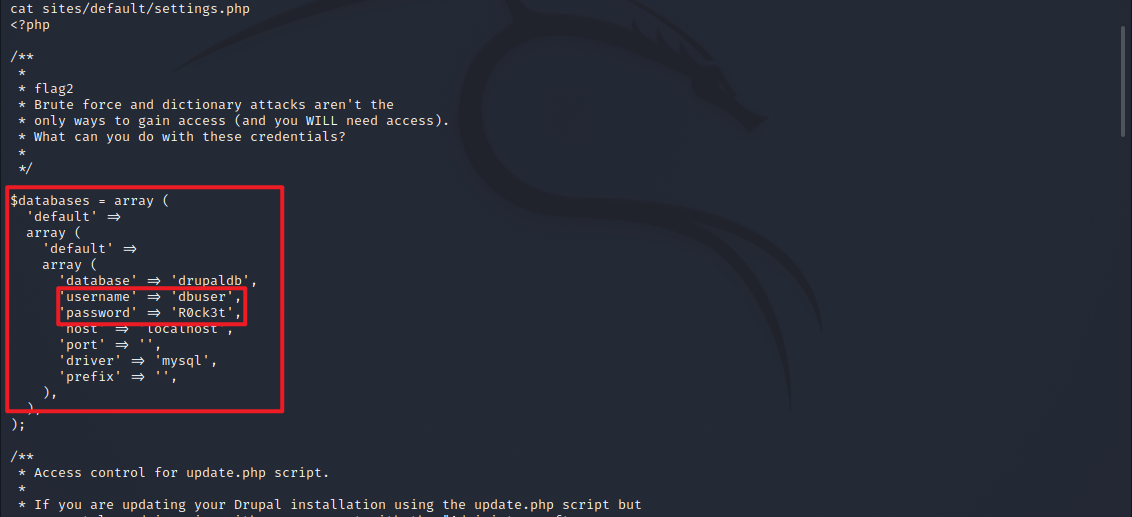 cat sites/default/settings.php
<?php
/**
 *
 * flag2
 * Brute force and dictionary attacks aren't the
 * only ways to gain access (and you WILL need access).
 * What can you do with these credentials?
 *
 */
$databases = array (
  'default' =>
  array (
    'default' =>
    array (
      'database' => 'drupaldb',
      'username' => 'dbuser',
      'password' => 'R0ck3t',
      'host' => 'localhost',
      'port' => '',
      'driver' => 'mysql',
      'prefix' => '',
    ),
  ),
);
/**
 * Access control for update.php script.
 *
 * If you are updating your Drupal installation using the update.php script but